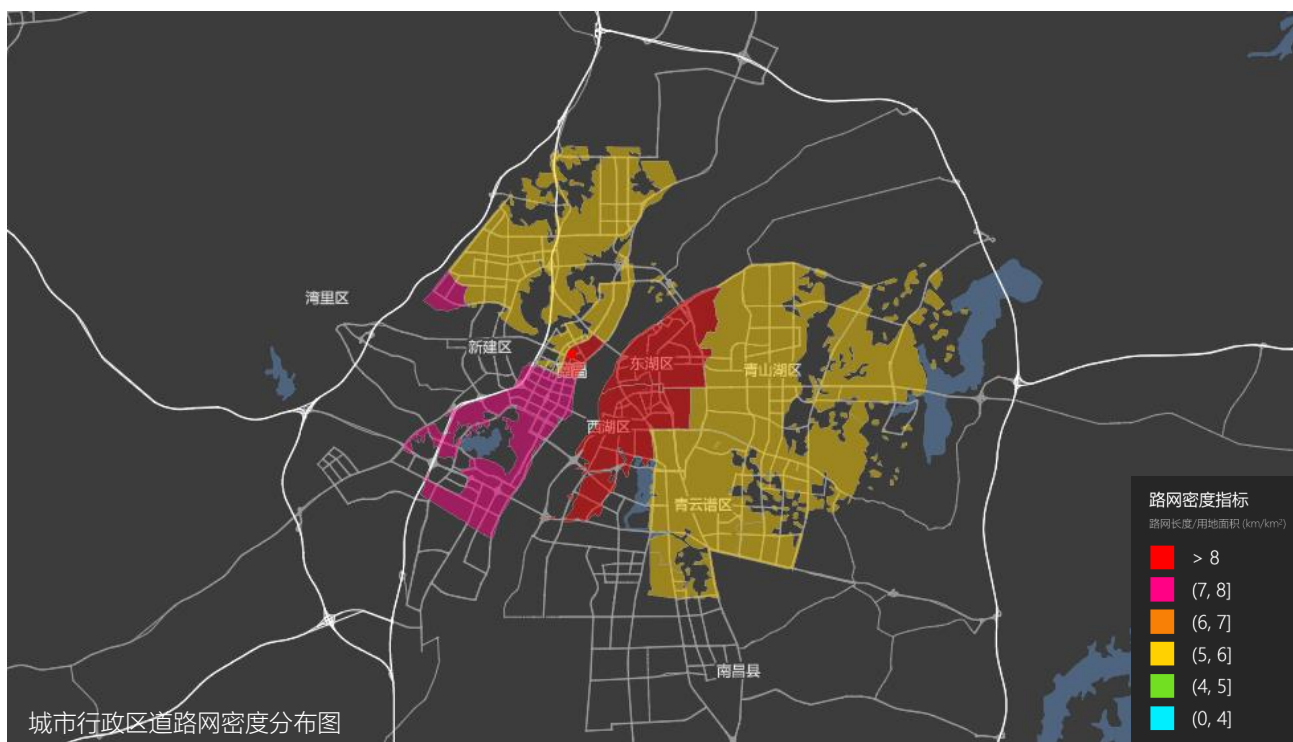 湾里区
新建区
南昌
东湖区
青山湖区
西湖区
青云谱区
南昌县
城市行政区道路网密度分布图
路网密度指标
路网长度/用地面积 (km/km²)
> 8
(7, 8]
(6, 7]
(5, 6]
(4, 5]
(0, 4]